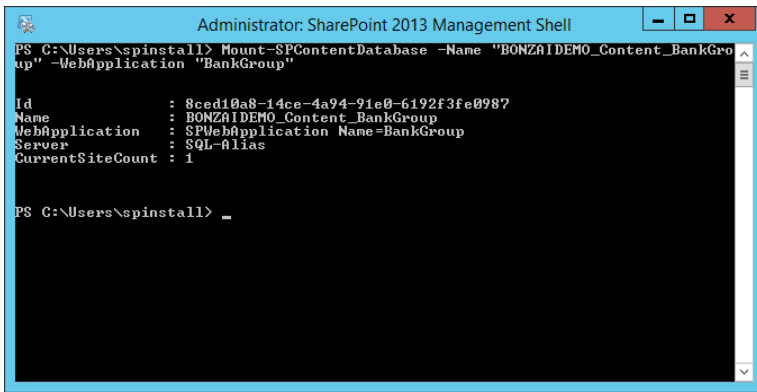 Administrator: SharePoint 2013 Management Shell
PS C:\Users\spinstall> Mount-SPContentDatabase -Name "BONZAIDEMO_Content_BankGro
up" -WebApplication "BankGroup"
Id : 8ced10a8-14ce-4a94-91e0-6192f3fe0987
Name : BONZAIDEMO_Content_BankGroup
WebApplication : SPWebApplication Name=BankGroup
Server : SQL-Alias
CurrentSiteCount : 1
PS C:\Users\spinstall> _